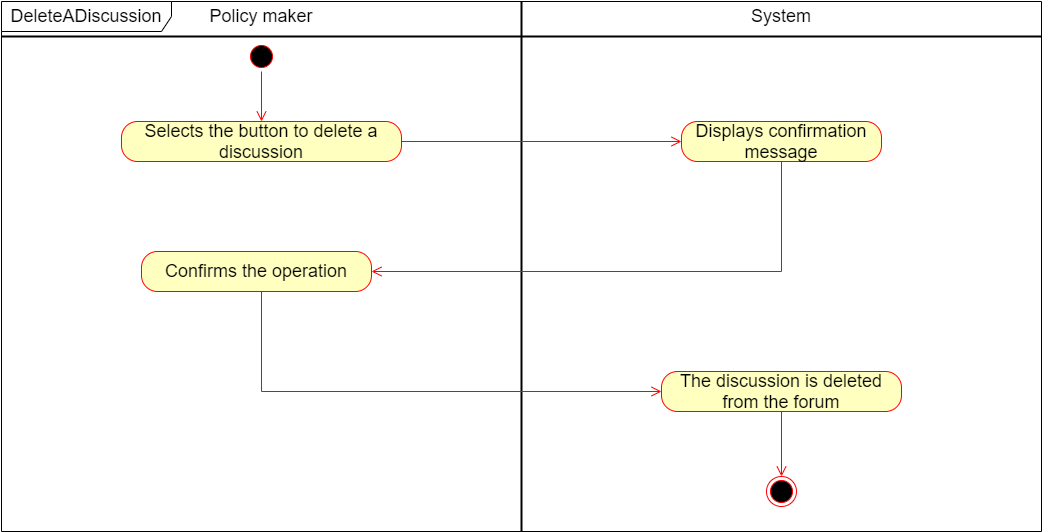 DeleteADiscussion
Policy maker
System
Selects the button to delete a
discussion
Displays confirmation
message
Confirms the operation
The discussion is deleted
from the forum